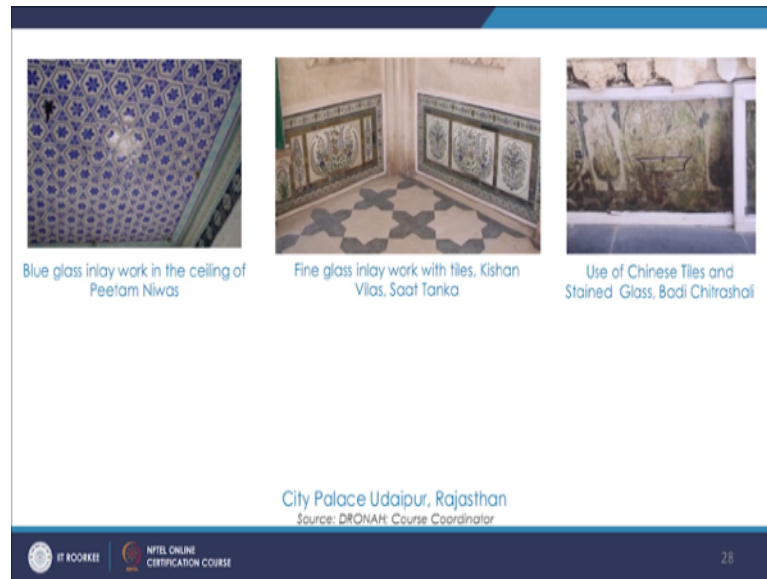 Blue glass inlay work in the ceiling of
Peetam Niwas
Fine glass inlay work with tiles, Kishan
Vilas, Saat Tanka
Use of Chinese Tiles and
Stained Glass, Badi Chitrashali
City Palace Udaipur, Rajasthan
Source: DRONAH; Course Coordinator
IIT ROORKEE
NPTEL ONLINE
CERTIFICATION COURSE
28